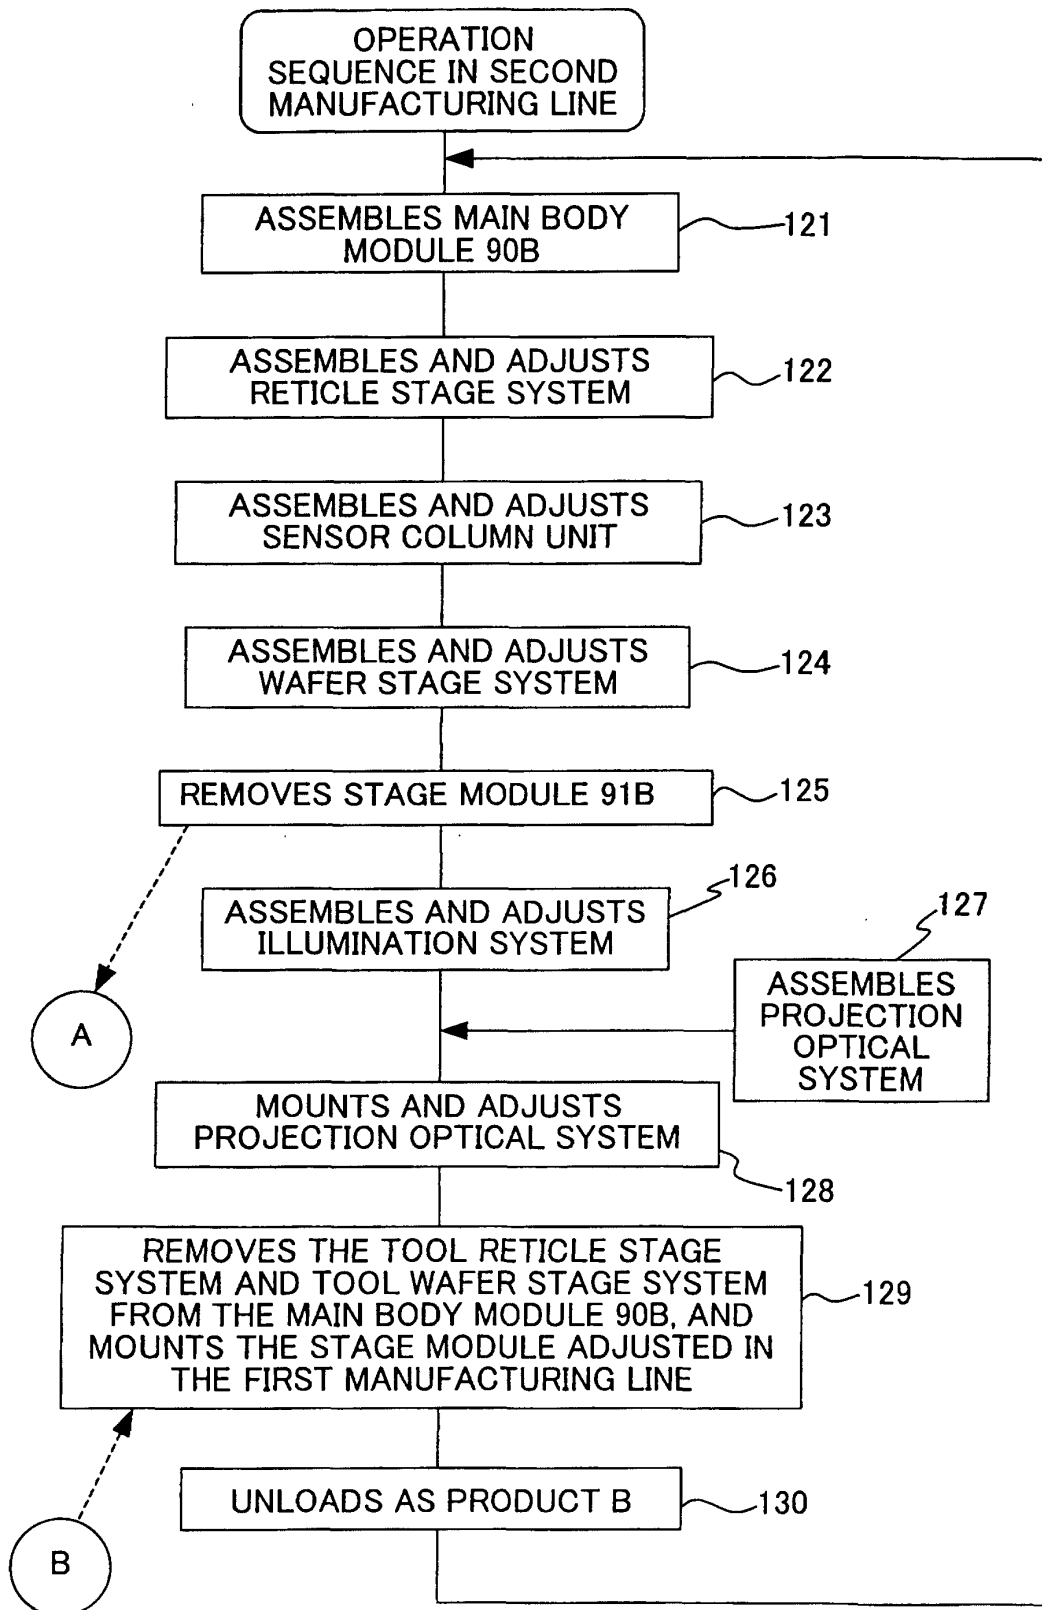 OPERATION
SEQUENCE IN SECOND
MANUFACTURING LINE
ASSEMBLES MAIN BODY
MODULE 90B
121
ASSEMBLES AND ADJUSTS
RETICLE STAGE SYSTEM
122
ASSEMBLES AND ADJUSTS
SENSOR COLUMN UNIT
123
ASSEMBLES AND ADJUSTS
WAFER STAGE SYSTEM
124
REMOVES STAGE MODULE 91B
125
126
ASSEMBLES AND ADJUSTS
ILLUMINATION SYSTEM
127
ASSEMBLES
PROJECTION
OPTICAL
SYSTEM
A
MOUNTS AND ADJUSTS
PROJECTION OPTICAL SYSTEM
128
REMOVES THE TOOL RETICLE STAGE
SYSTEM AND TOOL WAFER STAGE SYSTEM
FROM THE MAIN BODY MODULE 90B, AND
MOUNTS THE STAGE MODULE ADJUSTED IN
THE FIRST MANUFACTURING LINE
129
UNLOADS AS PRODUCT B
130
B